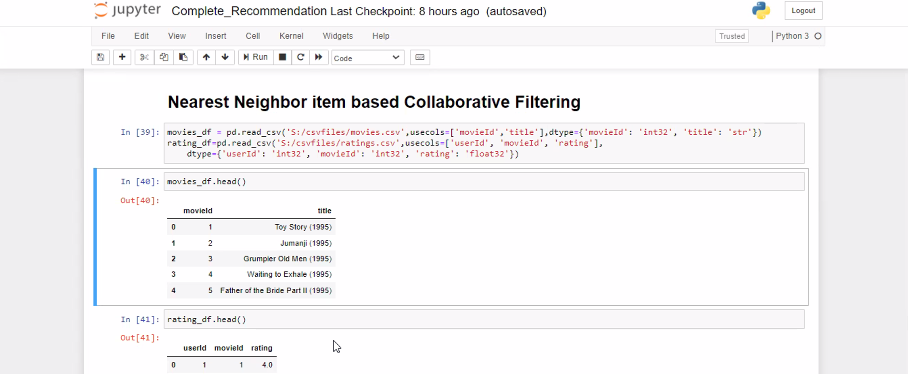 jupyter Complete_Recommendation Last Checkpoint: 8 hours ago (autosaved) Logout
File Edit View Insert Cell Kernel Widgets Help Trusted Python 3
Run Code
Nearest Neighbor item based Collaborative Filtering
In [39]: movies_df = pd.read_csv('S:/csvfiles/movies.csv',usecols=['movieId','title'],dtype={'movieId': 'int32', 'title': 'str'})
rating_df=pd.read_csv('S:/csvfiles/ratings.csv',usecols=['userId', 'movieId', 'rating'],
dtype={'userId': 'int32', 'movieId': 'int32', 'rating': 'float32'})
In [40]: movies_df.head()
Out[40]:
movieId title
0 1 Toy Story (1995)
1 2 Jumanji (1995)
2 3 Grumpier Old Men (1995)
3 4 Waiting to Exhale (1995)
4 5 Father of the Bride Part II (1995)
In [41]: rating_df.head()
Out[41]:
userId movieId rating
0 1 1 4.0